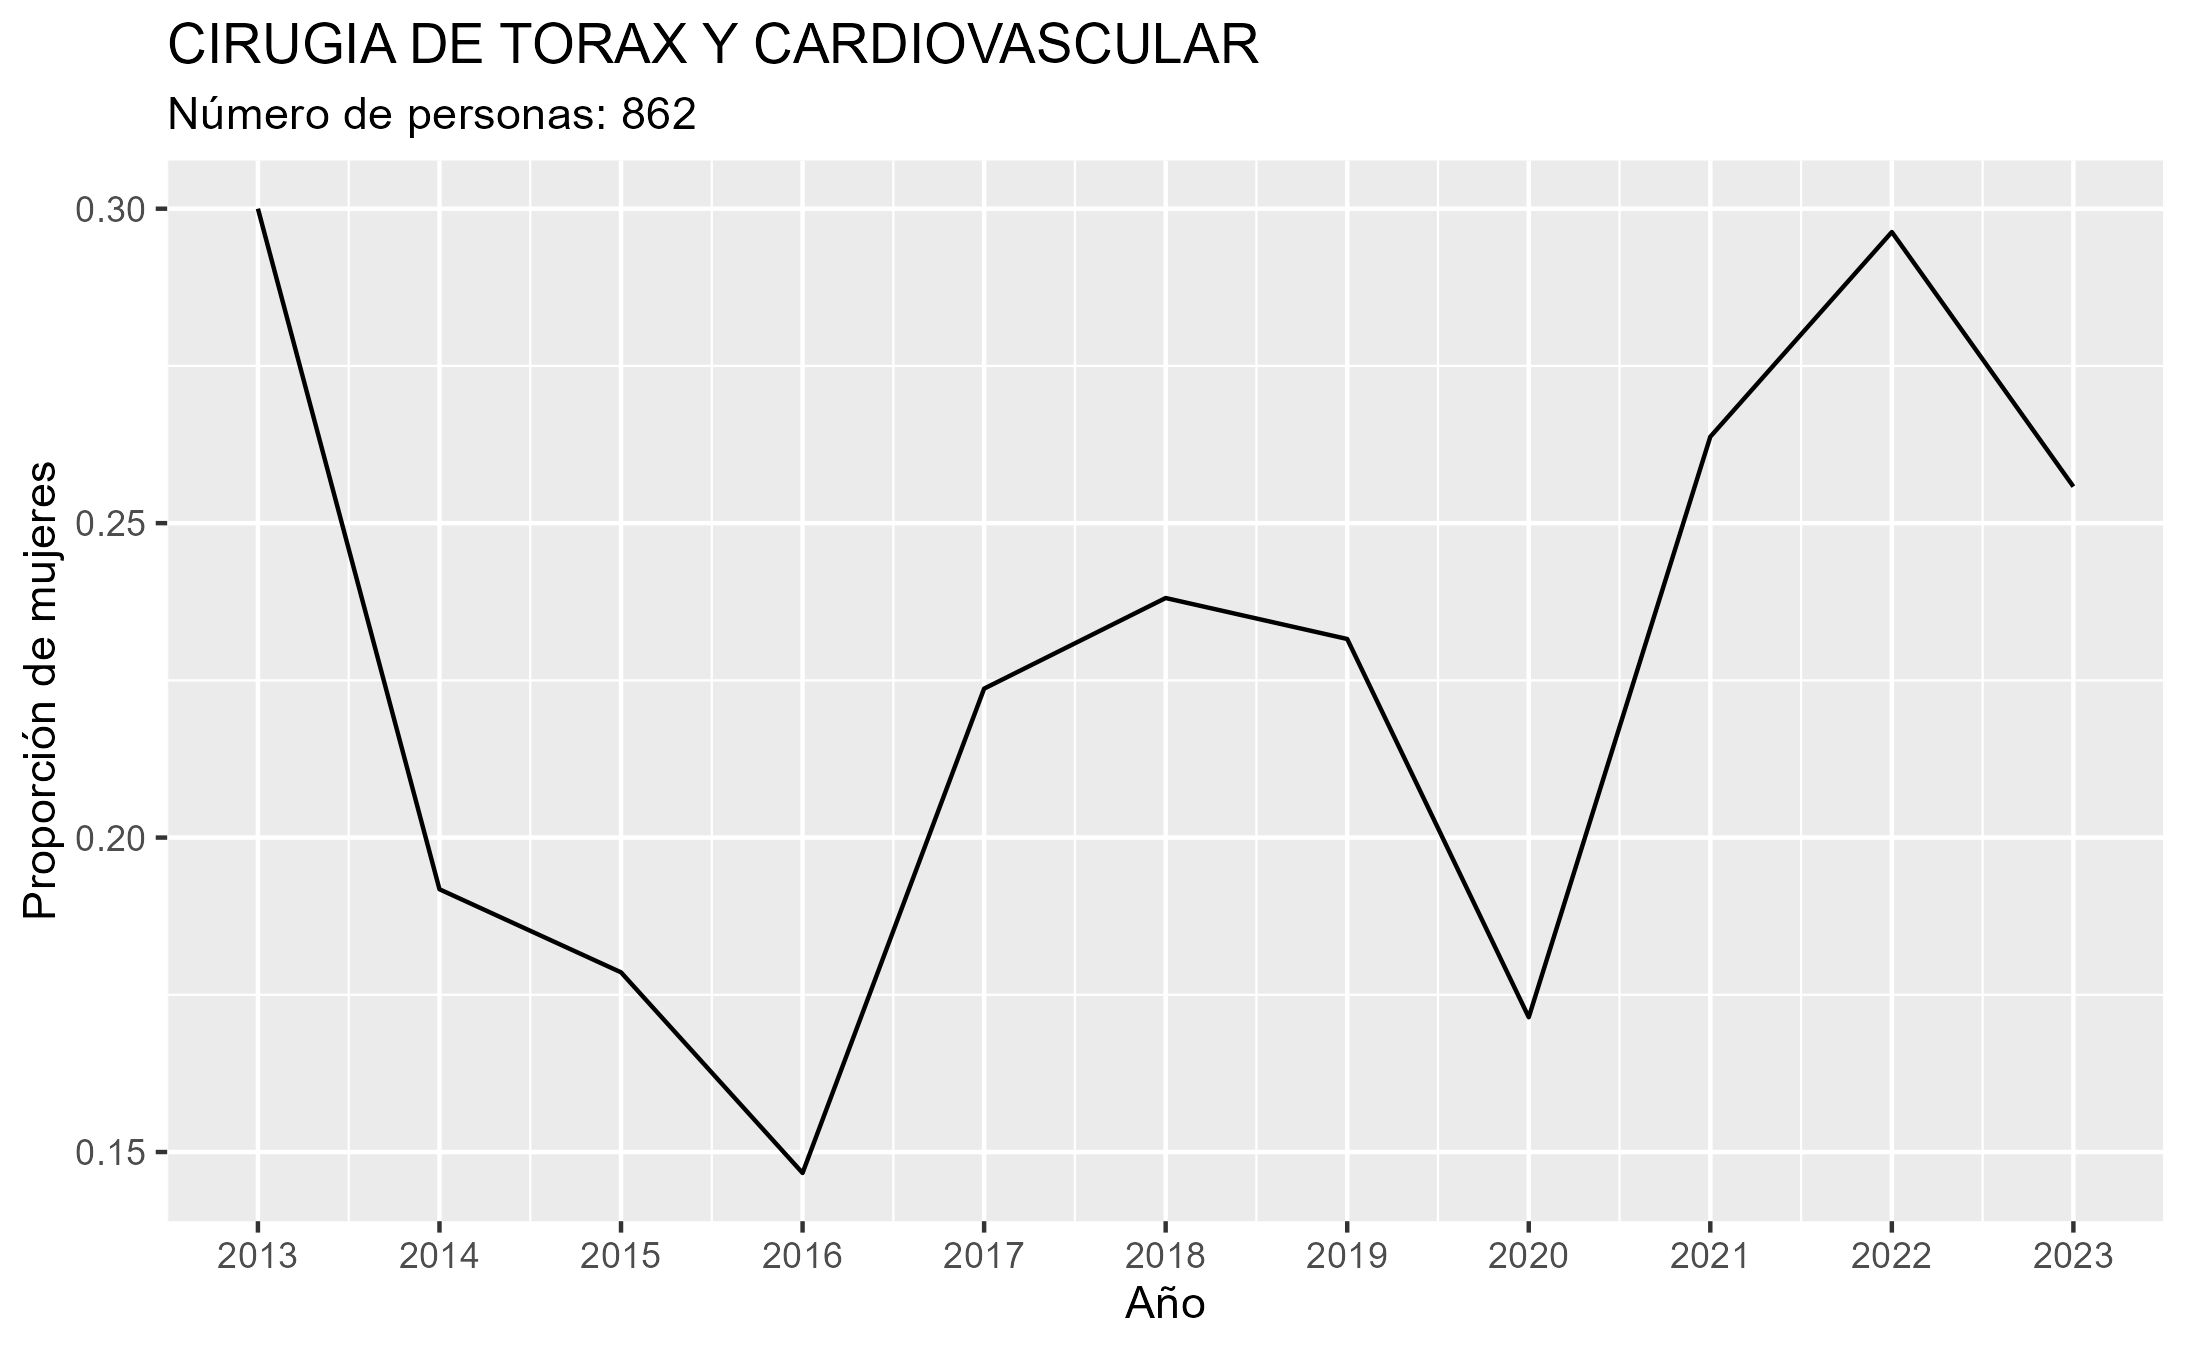 CIRUGIA DE TORAX Y CARDIOVASCULAR
Número de personas: 862
Proporción de mujeres
0.30
0.25
0.20
0.15
2013 2014 2015 2016 2017 2018 2019 2020 2021 2022 2023
Año